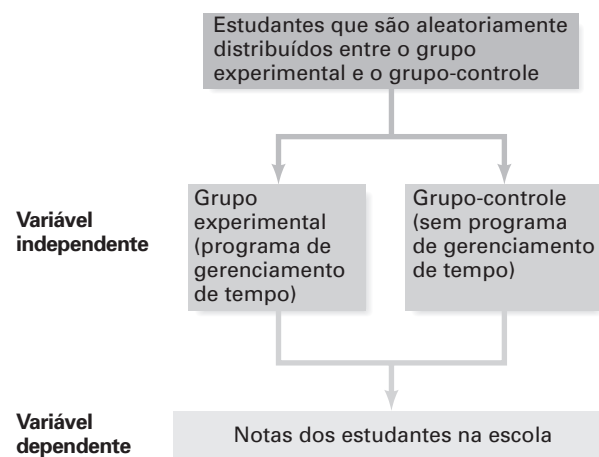 Estudantes que são aleatoriamente
distribuídos entre o grupo
experimental e o grupo-controle
Variável
independente
Grupo
experimental
(programa de
gerenciamento
de tempo)
Grupo-controle
(sem programa
de gerenciamento
de tempo)
Variável
dependente
Notas dos estudantes na escola